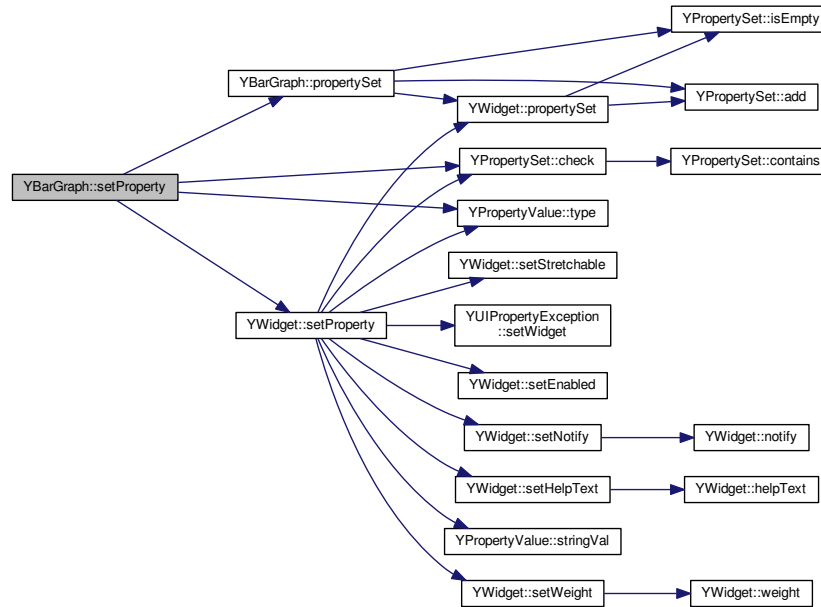 YPropertySet::isEmpty
YBarGraph::propertySet
YPropertySet::add
YWidget::propertySet
YPropertySet::check
YPropertySet::contains
YBarGraph::setProperty
YPropertyValue::type
YWidget::setStretchable
YWidget::setProperty
YUIPropertyException
::setWidget
YWidget::setEnabled
YWidget::setNotify
YWidget::notify
YWidget::setHelpText
YWidget::helpText
YPropertyValue::stringVal
YWidget::setWeight
YWidget::weight